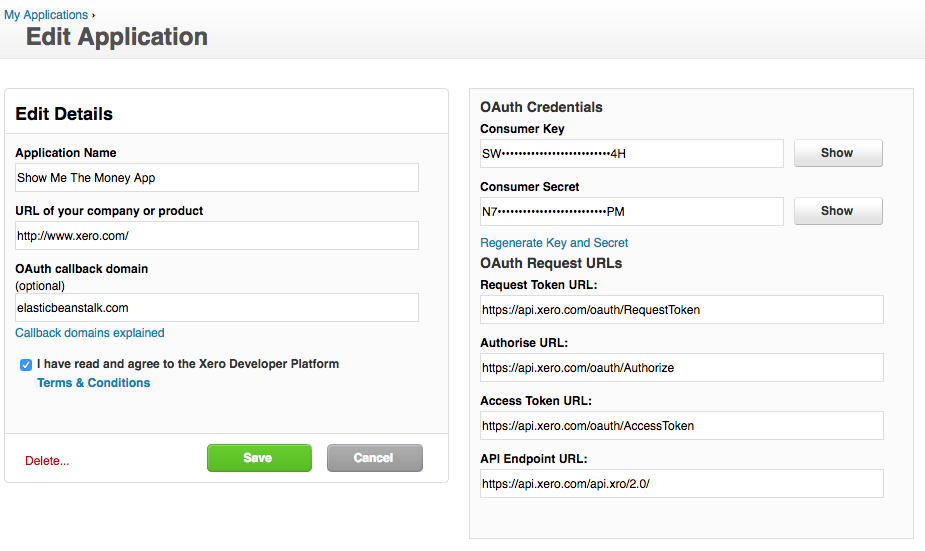 My Applications ›
Edit Application
Edit Details
Application Name
Show Me The Money App
URL of your company or product
http://www.xero.com/
OAuth callback domain
(optional)
elasticbeanstalk.com
Callback domains explained
I have read and agree to the Xero Developer Platform
Terms & Conditions
Delete...
Save
Cancel
OAuth Credentials
Consumer Key
SW••••••••••••••••••••••••••4H
Show
Consumer Secret
N7••••••••••••••••••••••••••PM
Show
Regenerate Key and Secret
OAuth Request URLs
Request Token URL:
https://api.xero.com/oauth/RequestToken
Authorise URL:
https://api.xero.com/oauth/Authorize
Access Token URL:
https://api.xero.com/oauth/AccessToken
API Endpoint URL:
https://api.xero.com/api.xro/2.0/